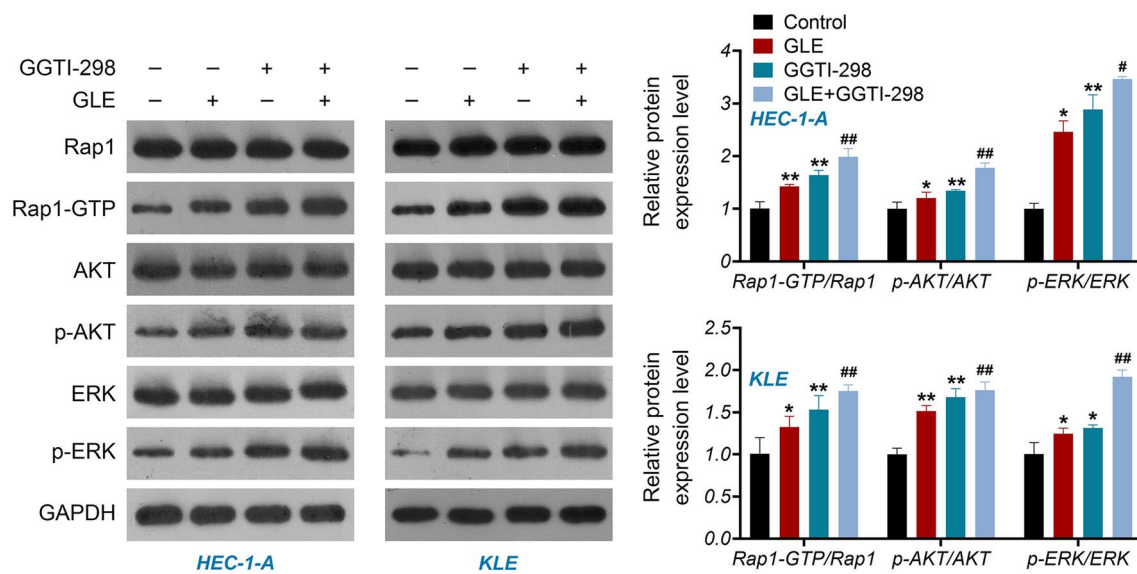 GGTI-298 – – + + – – + +
GLE – + – + – + – +
Rap1
Rap1-GTP
AKT
p-AKT
ERK
p-ERK
GAPDH
HEC-1-A KLE
Control
GLE
GGTI-298
GLE+GGTI-298
HEC-1-A
Relative protein
expression level
4
3
2
1
0
** ** ##
* ** ##
* ** #
Rap1-GTP/Rap1 p-AKT/AKT p-ERK/ERK
KLE
Relative protein
expression level
2.5
2.0
1.5
1.0
0.5
0.0
* ** ##
** ** ##
* * ##
Rap1-GTP/Rap1 p-AKT/AKT p-ERK/ERK